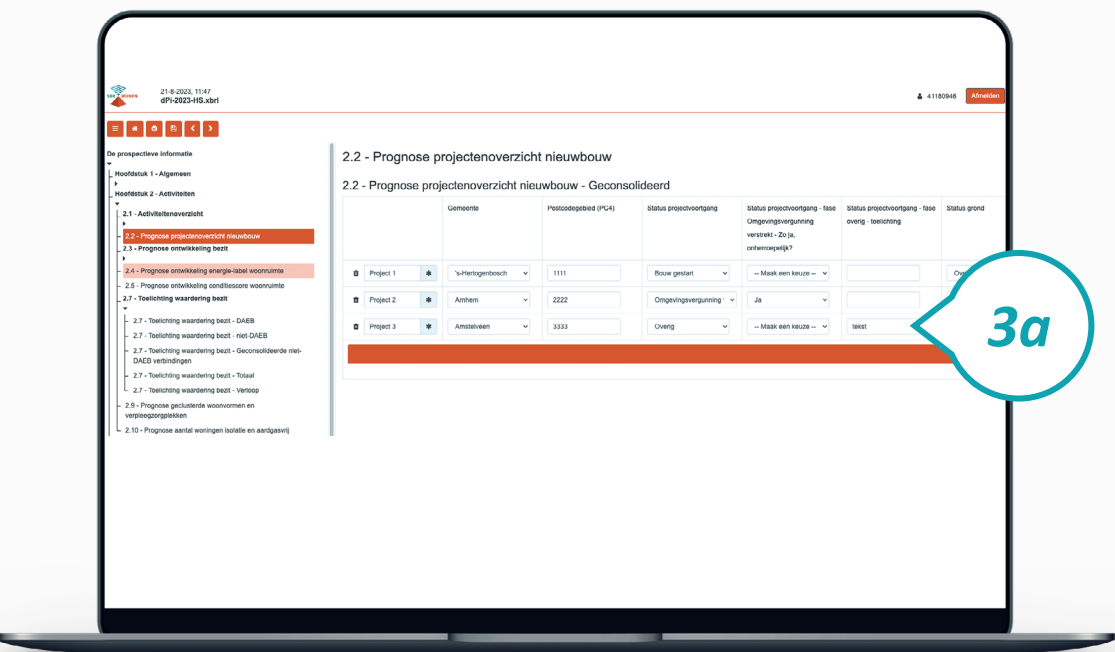 SBR WONEN
21-8-2023, 11:47
dPi-2023-HS.xbrl
41180946
Afmelden
De prospectieve informatie
Hoofdstuk 1 - Algemeen
Hoofdstuk 2 - Activiteiten
2.1 - Activiteitenoverzicht
2.2 - Prognose projectenoverzicht nieuwbouw
2.3 - Prognose ontwikkeling bezit
2.4 - Prognose ontwikkeling energie-label woonruimte
2.6 - Prognose ontwikkeling conditiescore woonruimte
2.7 - Toelichting waardering bezit
2.7 - Toelichting waardering bezit - DAEB
2.7 - Toelichting waardering bezit - niet-DAEB
2.7 - Toelichting waardering bezit - Geconsolideerde niet-
DAEB verbindingen
2.7 - Toelichting waardering bezit - Totaal
2.7 - Toelichting waardering bezit - Verloop
2.9 - Prognose geclusterde woonvormen en
verpleegzorgplekken
2.10 - Prognose aantal woningen isolatie en aardgasvrij
2.2 - Prognose projectenoverzicht nieuwbouw
2.2 - Prognose projectenoverzicht nieuwbouw - Geconsolideerd
Gemeente
Postcodegebied (PC4)
Status projectvoortgang
Status projectvoortgang - fase
Omgevingsvergunning
verstrekt - Zo ja,
onherroepelijk?
Status projectvoortgang - fase
overig - toelichting
Status grond
Project 1 ✱ 's-Hertogenbosch 1111 Bouw gestart -- Maak een keuze -- Ov
Project 2 ✱ Arnhem 2222 Omgevingsvergunning Ja
Project 3 ✱ Amstelveen 3333 Overig -- Maak een keuze -- tekst
3a